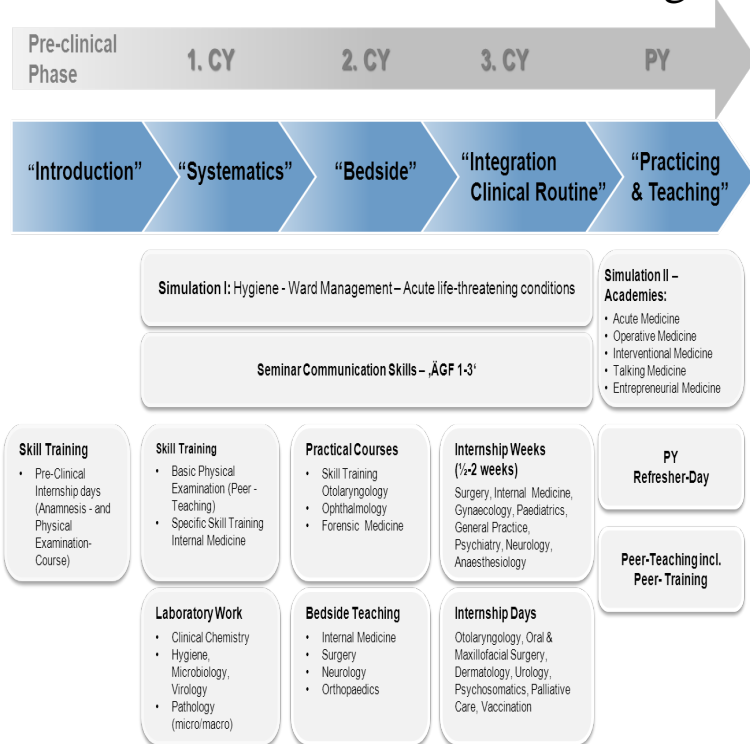 Pre-clinical
Phase
1. CY
2. CY
3. CY
PY
“Introduction”
“Systematics”
“Bedside”
“Integration
Clinical Routine”
“Practicing
& Teaching”
Simulation I: Hygiene - Ward Management – Acute life-threatening conditions
Seminar Communication Skills – ‚ÄGF 1-3‘
Simulation II –
Academies:
• Acute Medicine
• Operative Medicine
• Interventional Medicine
• Talking Medicine
• Entrepreneurial Medicine
Skill Training
• Pre-Clinical
Internship days
(Anamnesis - and
Physical
Examination-
Course)
Skill Training
• Basic Physical
Examination (Peer -
Teaching)
• Specific Skill Training
Internal Medicine
Practical Courses
• Skill Training
Otolaryngology
• Ophthalmology
• Forensic Medicine
Internship Weeks
(½-2 weeks)
Surgery, Internal Medicine,
Gynaecology, Paediatrics,
General Practice,
Psychiatry, Neurology,
Anaesthesiology
PY
Refresher-Day
Peer-Teaching incl.
Peer- Training
Laboratory Work
• Clinical Chemistry
• Hygiene,
Microbiology,
Virology
• Pathology
(micro/macro)
Bedside Teaching
• Internal Medicine
• Surgery
• Neurology
• Orthopaedics
Internship Days
Otolaryngology, Oral &
Maxillofacial Surgery,
Dermatology, Urology,
Psychosomatics, Palliative
Care, Vaccination